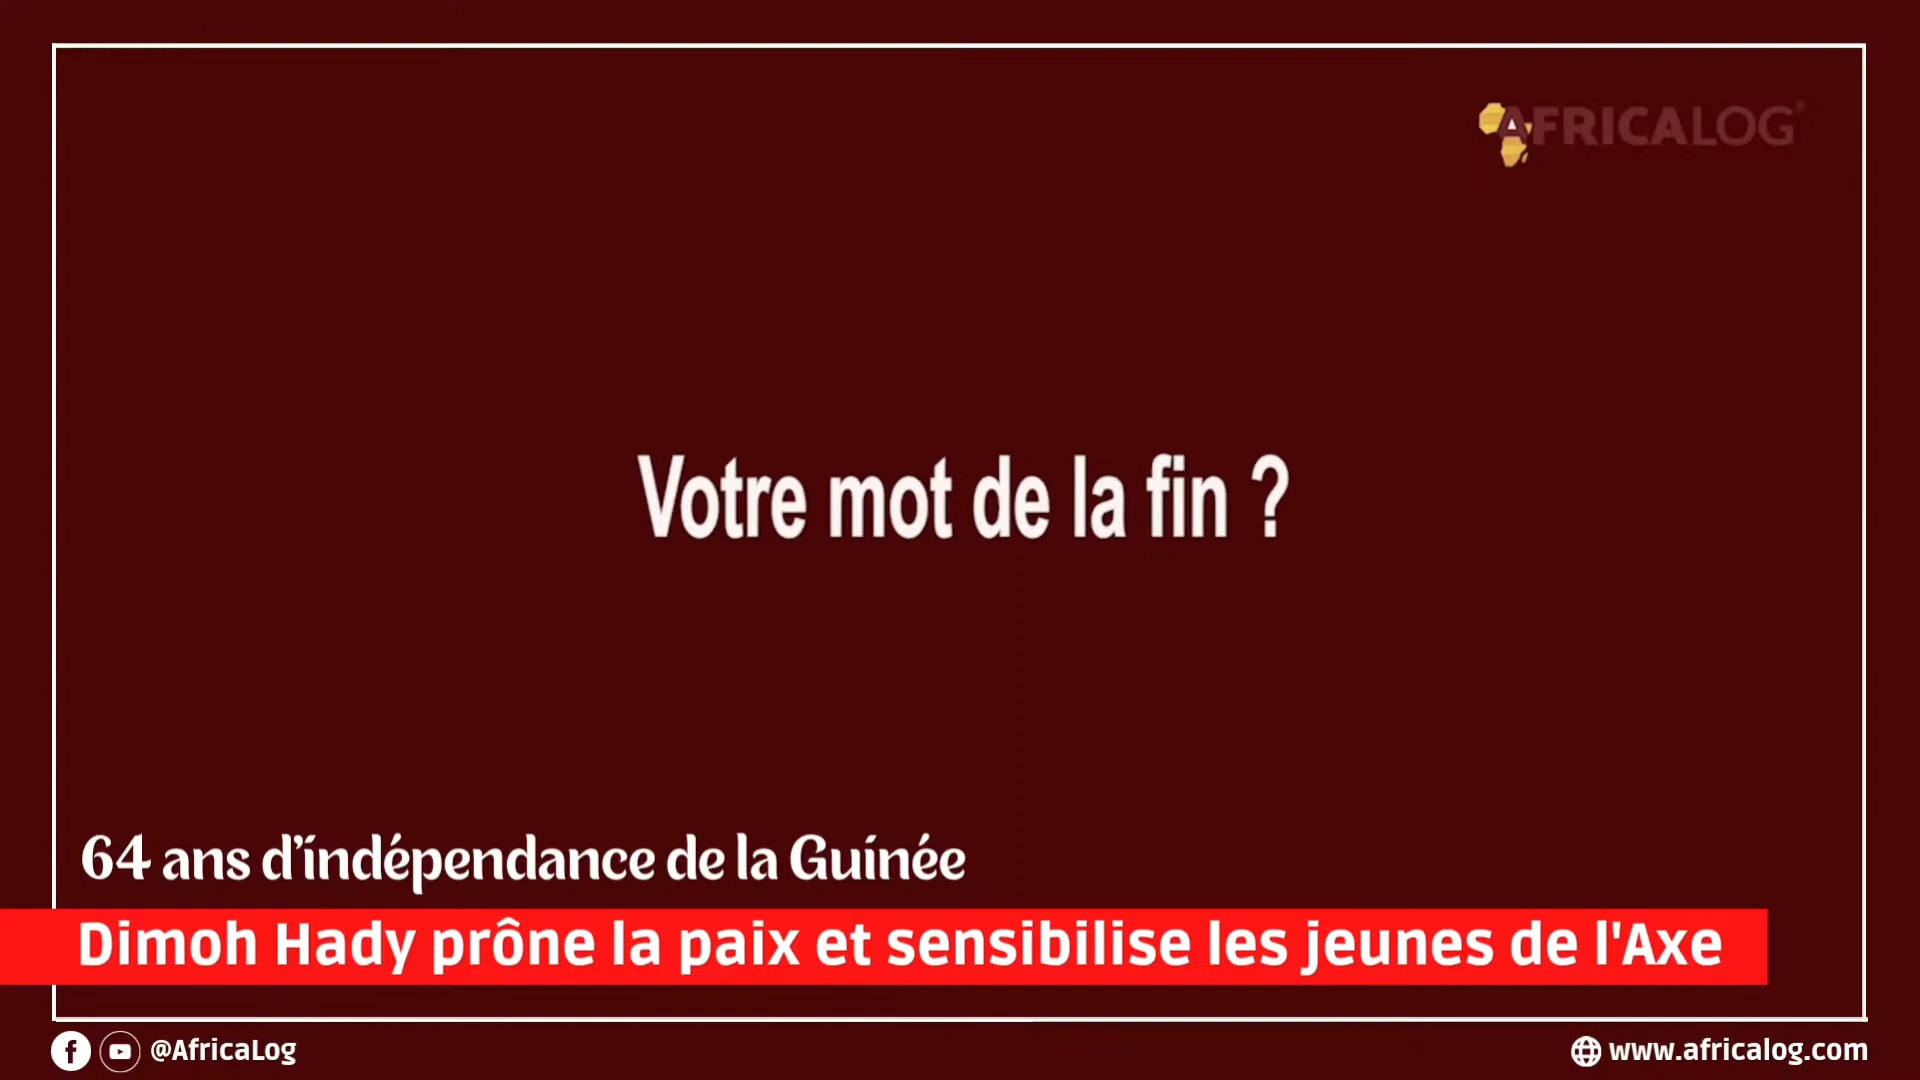 AFRICALOG
Votre mot de la fin ?
64 ans d’indépendance de la Guinée
Dimoh Hady prône la paix et sensibilise les jeunes de l'Axe
@AfricaLog
www.africalog.com